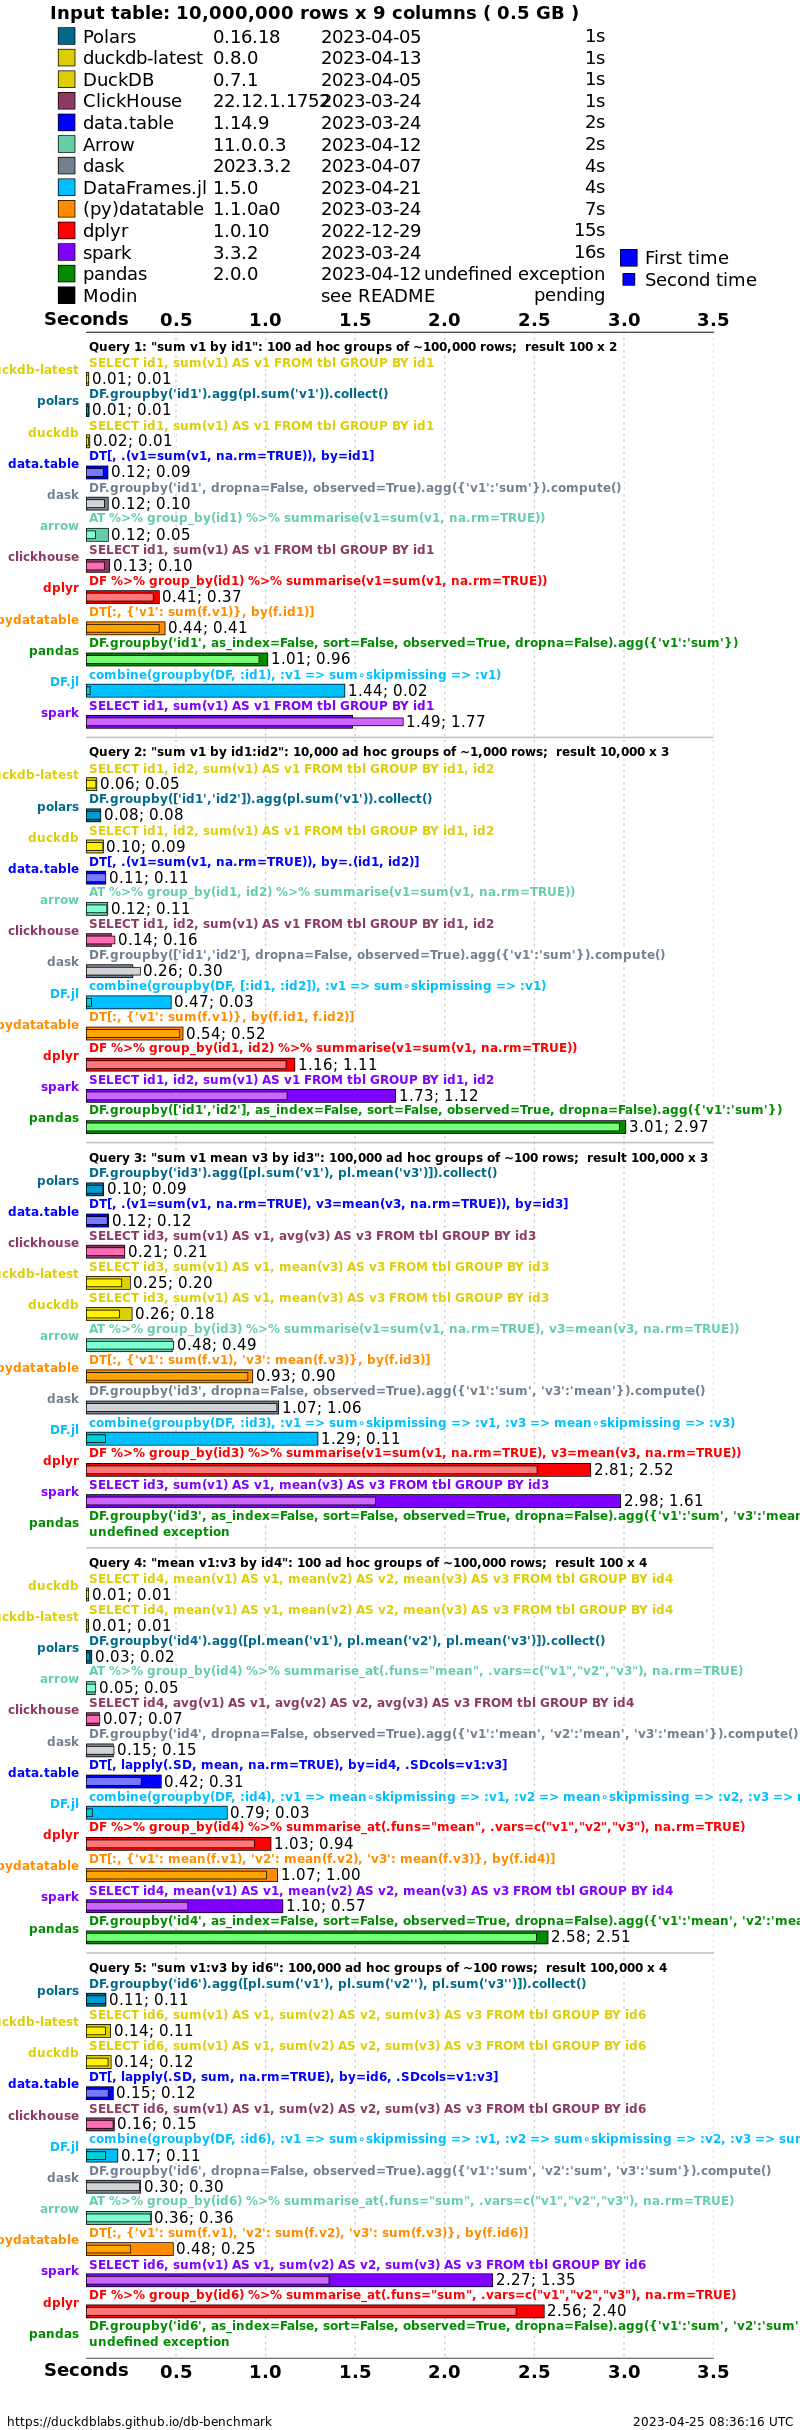 Input table: 10,000,000 rows x 9 columns ( 0.5 GB )
Polars 0.16.18 2023-04-05 1s
duckdb-latest 0.8.0 2023-04-13 1s
DuckDB 0.7.1 2023-04-05 1s
ClickHouse 22.12.1.1752 2023-03-24 1s
data.table 1.14.9 2023-03-24 2s
Arrow 11.0.0.3 2023-04-12 2s
dask 2023.3.2 2023-04-07 4s
DataFrames.jl 1.5.0 2023-04-21 4s
(py)datatable 1.1.0a0 2023-03-24 7s
dplyr 1.0.10 2022-12-29 15s
spark 3.3.2 2023-03-24 16s
pandas 2.0.0 2023-04-12 undefined exception
Modin see README pending
First time
Second time
Seconds 0.5 1.0 1.5 2.0 2.5 3.0 3.5
Query 1: "sum v1 by id1": 100 ad hoc groups of ~100,000 rows; result 100 x 2
SELECT id1, sum(v1) AS v1 FROM tbl GROUP BY id1
uckdb-latest 0.01; 0.01
DF.groupby('id1').agg(pl.sum('v1')).collect()
polars 0.01; 0.01
SELECT id1, sum(v1) AS v1 FROM tbl GROUP BY id1
duckdb 0.02; 0.01
DT[, .(v1=sum(v1, na.rm=TRUE)), by=id1]
data.table 0.12; 0.09
DF.groupby('id1', dropna=False, observed=True).agg({'v1':'sum'}).compute()
dask 0.12; 0.10
AT %>% group_by(id1) %>% summarise(v1=sum(v1, na.rm=TRUE))
arrow 0.12; 0.05
SELECT id1, sum(v1) AS v1 FROM tbl GROUP BY id1
clickhouse 0.13; 0.10
DF %>% group_by(id1) %>% summarise(v1=sum(v1, na.rm=TRUE))
dplyr 0.41; 0.37
DT[:, {'v1': sum(f.v1)}, by(f.id1)]
pydatatable 0.44; 0.41
DF.groupby('id1', as_index=False, sort=False, observed=True, dropna=False).agg({'v1':'sum'})
pandas 1.01; 0.96
combine(groupby(DF, :id1), :v1 => sum∘skipmissing => :v1)
DF.jl 1.44; 0.02
SELECT id1, sum(v1) AS v1 FROM tbl GROUP BY id1
spark 1.49; 1.77
Query 2: "sum v1 by id1:id2": 10,000 ad hoc groups of ~1,000 rows; result 10,000 x 3
SELECT id1, id2, sum(v1) AS v1 FROM tbl GROUP BY id1, id2
uckdb-latest 0.06; 0.05
DF.groupby(['id1','id2']).agg(pl.sum('v1')).collect()
polars 0.08; 0.08
SELECT id1, id2, sum(v1) AS v1 FROM tbl GROUP BY id1, id2
duckdb 0.10; 0.09
DT[, .(v1=sum(v1, na.rm=TRUE)), by=.(id1, id2)]
data.table 0.11; 0.11
AT %>% group_by(id1, id2) %>% summarise(v1=sum(v1, na.rm=TRUE))
arrow 0.12; 0.11
SELECT id1, id2, sum(v1) AS v1 FROM tbl GROUP BY id1, id2
clickhouse 0.14; 0.16
DF.groupby(['id1','id2'], dropna=False, observed=True).agg({'v1':'sum'}).compute()
dask 0.26; 0.30
combine(groupby(DF, [:id1, :id2]), :v1 => sum∘skipmissing => :v1)
DF.jl 0.47; 0.03
DT[:, {'v1': sum(f.v1)}, by(f.id1, f.id2)]
pydatatable 0.54; 0.52
DF %>% group_by(id1, id2) %>% summarise(v1=sum(v1, na.rm=TRUE))
dplyr 1.16; 1.11
SELECT id1, id2, sum(v1) AS v1 FROM tbl GROUP BY id1, id2
spark 1.73; 1.12
DF.groupby(['id1','id2'], as_index=False, sort=False, observed=True, dropna=False).agg({'v1':'sum'})
pandas 3.01; 2.97
Query 3: "sum v1 mean v3 by id3": 100,000 ad hoc groups of ~100 rows; result 100,000 x 3
DF.groupby('id3').agg([pl.sum('v1'), pl.mean('v3')]).collect()
polars 0.10; 0.09
DT[, .(v1=sum(v1, na.rm=TRUE), v3=mean(v3, na.rm=TRUE)), by=id3]
data.table 0.12; 0.12
SELECT id3, sum(v1) AS v1, avg(v3) AS v3 FROM tbl GROUP BY id3
clickhouse 0.21; 0.21
SELECT id3, sum(v1) AS v1, mean(v3) AS v3 FROM tbl GROUP BY id3
uckdb-latest 0.25; 0.20
SELECT id3, sum(v1) AS v1, mean(v3) AS v3 FROM tbl GROUP BY id3
duckdb 0.26; 0.18
AT %>% group_by(id3) %>% summarise(v1=sum(v1, na.rm=TRUE), v3=mean(v3, na.rm=TRUE))
arrow 0.48; 0.49
DT[:, {'v1': sum(f.v1), 'v3': mean(f.v3)}, by(f.id3)]
pydatatable 0.93; 0.90
DF.groupby('id3', dropna=False, observed=True).agg({'v1':'sum', 'v3':'mean'}).compute()
dask 1.07; 1.06
combine(groupby(DF, :id3), :v1 => sum∘skipmissing => :v1, :v3 => mean∘skipmissing => :v3)
DF.jl 1.29; 0.11
DF %>% group_by(id3) %>% summarise(v1=sum(v1, na.rm=TRUE), v3=mean(v3, na.rm=TRUE))
dplyr 2.81; 2.52
SELECT id3, sum(v1) AS v1, mean(v3) AS v3 FROM tbl GROUP BY id3
spark 2.98; 1.61
DF.groupby('id3', as_index=False, sort=False, observed=True, dropna=False).agg({'v1':'sum', 'v3':'mean
pandas undefined exception
Query 4: "mean v1:v3 by id4": 100 ad hoc groups of ~100,000 rows; result 100 x 4
SELECT id4, mean(v1) AS v1, mean(v2) AS v2, mean(v3) AS v3 FROM tbl GROUP BY id4
duckdb 0.01; 0.01
SELECT id4, mean(v1) AS v1, mean(v2) AS v2, mean(v3) AS v3 FROM tbl GROUP BY id4
uckdb-latest 0.01; 0.01
DF.groupby('id4').agg([pl.mean('v1'), pl.mean('v2'), pl.mean('v3')]).collect()
polars 0.03; 0.02
AT %>% group_by(id4) %>% summarise_at(.funs="mean", .vars=c("v1","v2","v3"), na.rm=TRUE)
arrow 0.05; 0.05
SELECT id4, avg(v1) AS v1, avg(v2) AS v2, avg(v3) AS v3 FROM tbl GROUP BY id4
clickhouse 0.07; 0.07
DF.groupby('id4', dropna=False, observed=True).agg({'v1':'mean', 'v2':'mean', 'v3':'mean'}).compute()
dask 0.15; 0.15
DT[, lapply(.SD, mean, na.rm=TRUE), by=id4, .SDcols=v1:v3]
data.table 0.42; 0.31
combine(groupby(DF, :id4), :v1 => mean∘skipmissing => :v1, :v2 => mean∘skipmissing => :v2, :v3 => m
DF.jl 0.79; 0.03
DF %>% group_by(id4) %>% summarise_at(.funs="mean", .vars=c("v1","v2","v3"), na.rm=TRUE)
dplyr 1.03; 0.94
DT[:, {'v1': mean(f.v1), 'v2': mean(f.v2), 'v3': mean(f.v3)}, by(f.id4)]
pydatatable 1.07; 1.00
SELECT id4, mean(v1) AS v1, mean(v2) AS v2, mean(v3) AS v3 FROM tbl GROUP BY id4
spark 1.10; 0.57
DF.groupby('id4', as_index=False, sort=False, observed=True, dropna=False).agg({'v1':'mean', 'v2':'mea
pandas 2.58; 2.51
Query 5: "sum v1:v3 by id6": 100,000 ad hoc groups of ~100 rows; result 100,000 x 4
DF.groupby('id6').agg([pl.sum('v1'), pl.sum('v2''), pl.sum('v3'')]).collect()
polars 0.11; 0.11
SELECT id6, sum(v1) AS v1, sum(v2) AS v2, sum(v3) AS v3 FROM tbl GROUP BY id6
uckdb-latest 0.14; 0.11
SELECT id6, sum(v1) AS v1, sum(v2) AS v2, sum(v3) AS v3 FROM tbl GROUP BY id6
duckdb 0.14; 0.12
DT[, lapply(.SD, sum, na.rm=TRUE), by=id6, .SDcols=v1:v3]
data.table 0.15; 0.12
SELECT id6, sum(v1) AS v1, sum(v2) AS v2, sum(v3) AS v3 FROM tbl GROUP BY id6
clickhouse 0.16; 0.15
combine(groupby(DF, :id6), :v1 => sum∘skipmissing => :v1, :v2 => sum∘skipmissing => :v2, :v3 => sum
DF.jl 0.17; 0.11
DF.groupby('id6', dropna=False, observed=True).agg({'v1':'sum', 'v2':'sum', 'v3':'sum'}).compute()
dask 0.30; 0.30
AT %>% group_by(id6) %>% summarise_at(.funs="sum", .vars=c("v1","v2","v3"), na.rm=TRUE)
arrow 0.36; 0.36
DT[:, {'v1': sum(f.v1), 'v2': sum(f.v2), 'v3': sum(f.v3)}, by(f.id6)]
pydatatable 0.48; 0.25
SELECT id6, sum(v1) AS v1, sum(v2) AS v2, sum(v3) AS v3 FROM tbl GROUP BY id6
spark 2.27; 1.35
DF %>% group_by(id6) %>% summarise_at(.funs="sum", .vars=c("v1","v2","v3"), na.rm=TRUE)
dplyr 2.56; 2.40
DF.groupby('id6', as_index=False, sort=False, observed=True, dropna=False).agg({'v1':'sum', 'v2':'sum'
pandas undefined exception
Seconds 0.5 1.0 1.5 2.0 2.5 3.0 3.5
https://duckdblabs.github.io/db-benchmark 2023-04-25 08:36:16 UTC